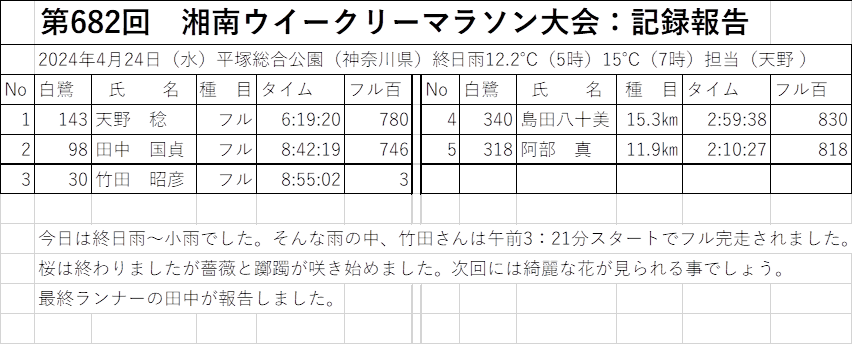 第682回　湘南ウイークリーマラソン大会：記録報告
2024年4月24日（水）平塚総合公園（神奈川県）終日雨12.2℃（5時）15℃（7時）担当（天野 ）
No 白鷺 氏　名 種　目 タイム フル百 No 白鷺 氏　名 種　目 タイム フル百
1 143 天野　稔 フル 6:19:20 780 4 340 島田八十美 15.3㎞ 2:59:38 830
2 98 田中　国貞 フル 8:42:19 746 5 318 阿部　真 11.9㎞ 2:10:27 818
3 30 竹田　昭彦 フル 8:55:02 3
今日は終日雨～小雨でした。そんな雨の中、竹田さんは午前3：21分スタートでフル完走されました。
桜は終わりましたが薔薇と躑躅が咲き始めました。次回には綺麗な花が見られる事でしょう。
最終ランナーの田中が報告しました。